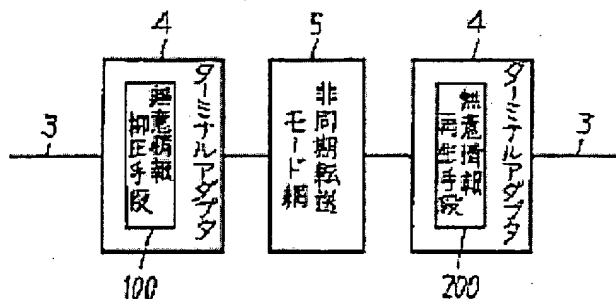 4
5
4
ターミナルアダプタ
無意情報
抑圧手段
非同期転送
モード網
ターミナルアダプタ
無意情報
再生手段
3
3
100
200